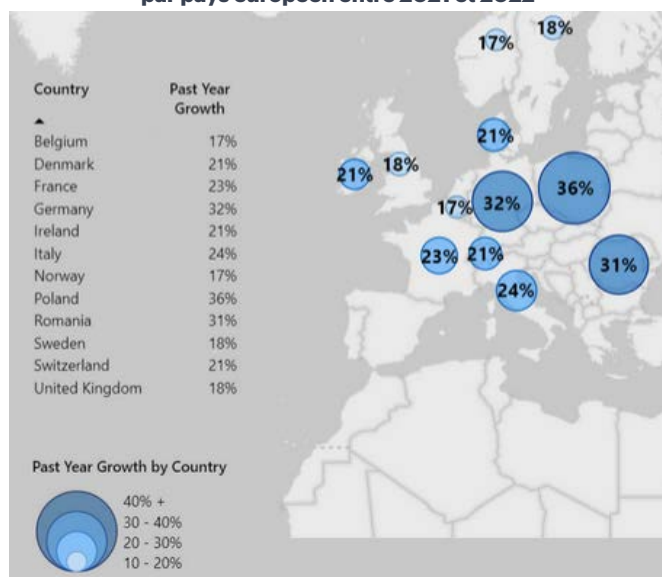 par pays européen entre 2021 et 2022
Country Past Year Growth
Belgium 17%
Denmark 21%
France 23%
Germany 32%
Ireland 21%
Italy 24%
Norway 17%
Poland 36%
Romania 31%
Sweden 18%
Switzerland 21%
United Kingdom 18%
Past Year Growth by Country
40% +
30 - 40%
20 - 30%
10 - 20%
18%
17%
21%
18%
21%
36%
32%
17%
23%
21%
31%
24%